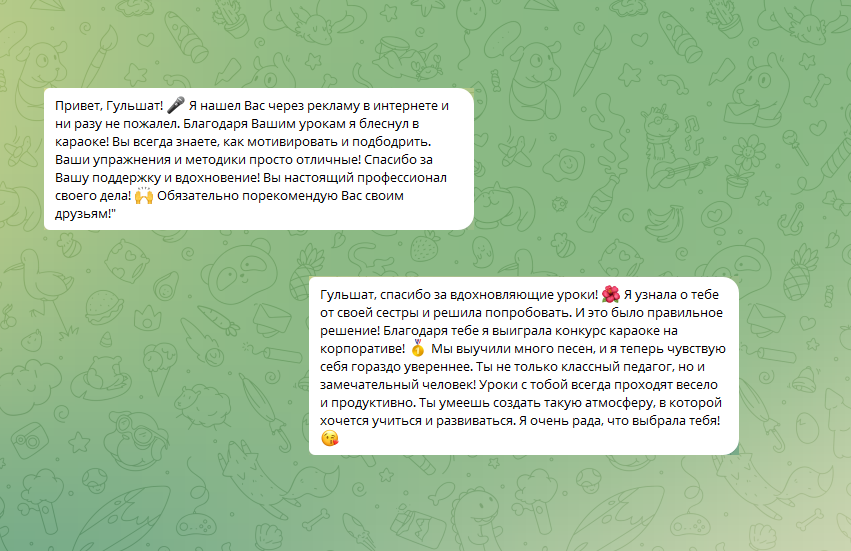 Привет, Гульшат! 🎤 Я нашел Вас через рекламу в интернете и
ни разу не пожалел. Благодаря Вашим урокам я блеснул в
караоке! Вы всегда знаете, как мотивировать и подбодрить.
Ваши упражнения и методики просто отличные! Спасибо за
Вашу поддержку и вдохновение! Вы настоящий профессионал
своего дела! 🙌 Обязательно порекомендую Вас своим
друзьям!"
Гульшат, спасибо за вдохновляющие уроки! 🌺 Я узнала о тебе
от своей сестры и решила попробовать. И это было правильное
решение! Благодаря тебе я выиграла конкурс караоке на
корпоративе! 🥇 Мы выучили много песен, и я теперь чувствую
себя гораздо увереннее. Ты не только классный педагог, но и
замечательный человек! Уроки с тобой всегда проходят весело
и продуктивно. Ты умеешь создать такую атмосферу, в которой
хочется учиться и развиваться. Я очень рада, что выбрала тебя!
😘